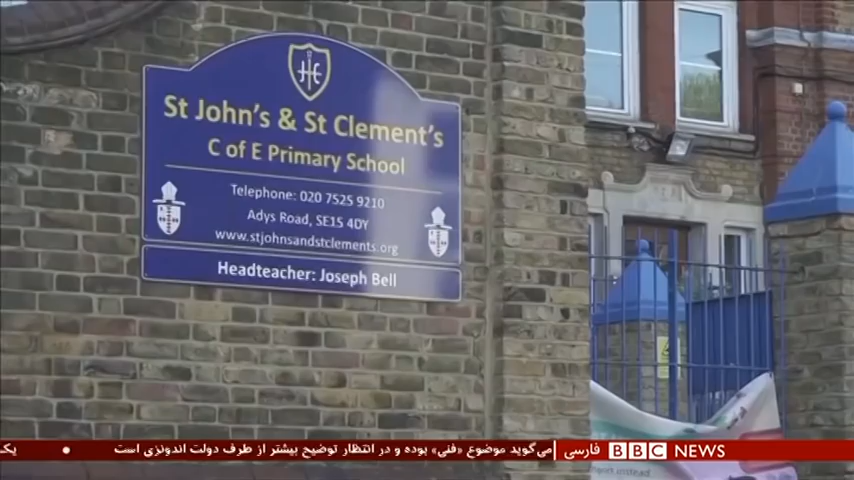 St John's & St Clement's
C of E Primary School
Telephone: 020 7525 9210
Adys Road, SE15 4DY
www.stjohnsandstclements.org
Headteacher: Joseph Bell
instead
می‌گوید موضوع «فنی» بوده و در انتظار توضیح بیشتر از طرف دولت اندونزی است • یک
BBC NEWS فارسی